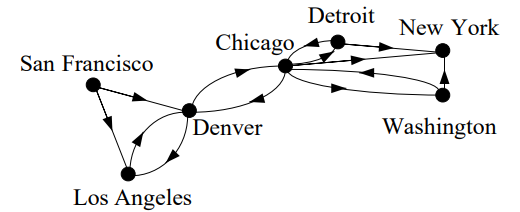 Detroit
New York
Chicago
San Francisco
Denver
Washington
Los Angeles